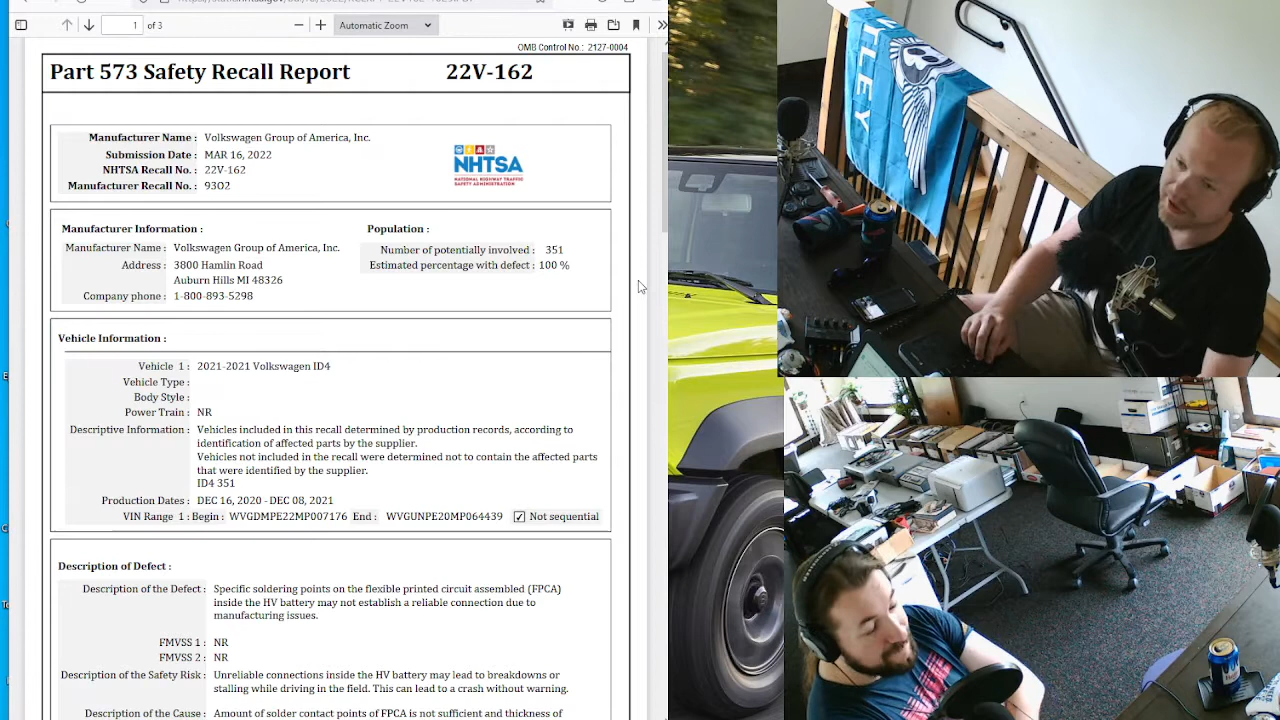 1 of 3
Automatic Zoom
OMB Control No.: 2127-0004
Part 573 Safety Recall Report 22V-162
Manufacturer Name : Volkswagen Group of America, Inc.
Submission Date : MAR 16, 2022
NHTSA Recall No. : 22V-162
Manufacturer Recall No. : 93O2
NHTSA
NATIONAL HIGHWAY TRAFFIC
SAFETY ADMINISTRATION
Manufacturer Information :
Manufacturer Name : Volkswagen Group of America, Inc.
Address : 3800 Hamlin Road
Auburn Hills MI 48326
Company phone : 1-800-893-5298
Population :
Number of potentially involved : 351
Estimated percentage with defect : 100 %
Vehicle Information :
Vehicle 1 : 2021-2021 Volkswagen ID4
Vehicle Type :
Body Style :
Power Train : NR
Descriptive Information : Vehicles included in this recall determined by production records, according to
identification of affected parts by the supplier.
Vehicles not included in the recall were determined not to contain the affected parts
that were identified by the supplier.
ID4 351
Production Dates : DEC 16, 2020 - DEC 08, 2021
VIN Range 1 : Begin : WVGDMPE22MP007176 End : WVGUNPE20MP064439 Not sequential
Description of Defect :
Description of the Defect : Specific soldering points on the flexible printed circuit assembled (FPCA)
inside the HV battery may not establish a reliable connection due to
manufacturing issues.
FMVSS 1 : NR
FMVSS 2 : NR
Description of the Safety Risk : Unreliable connections inside the HV battery may lead to breakdowns or
stalling while driving in the field. This can lead to a crash without warning.
Description of the Cause : Amount of solder contact points of FPCA is not sufficient and thickness of
TLEY